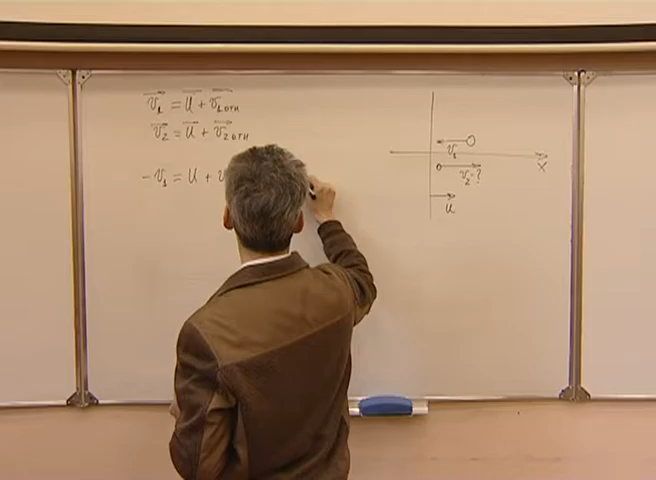 v₁ = u + v₁отн
v₂ = u + v₂отн
- v₁ = u + v
v₁
x
v₂ - ?
u